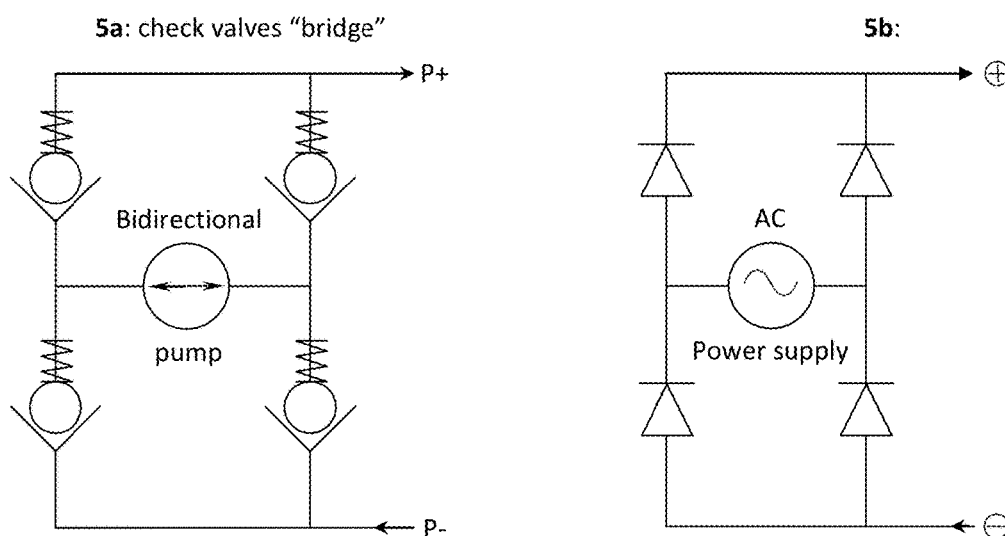 5a: check valves “bridge”
5b:
P+
⊕
Bidirectional
pump
AC
Power supply
P-
⊖